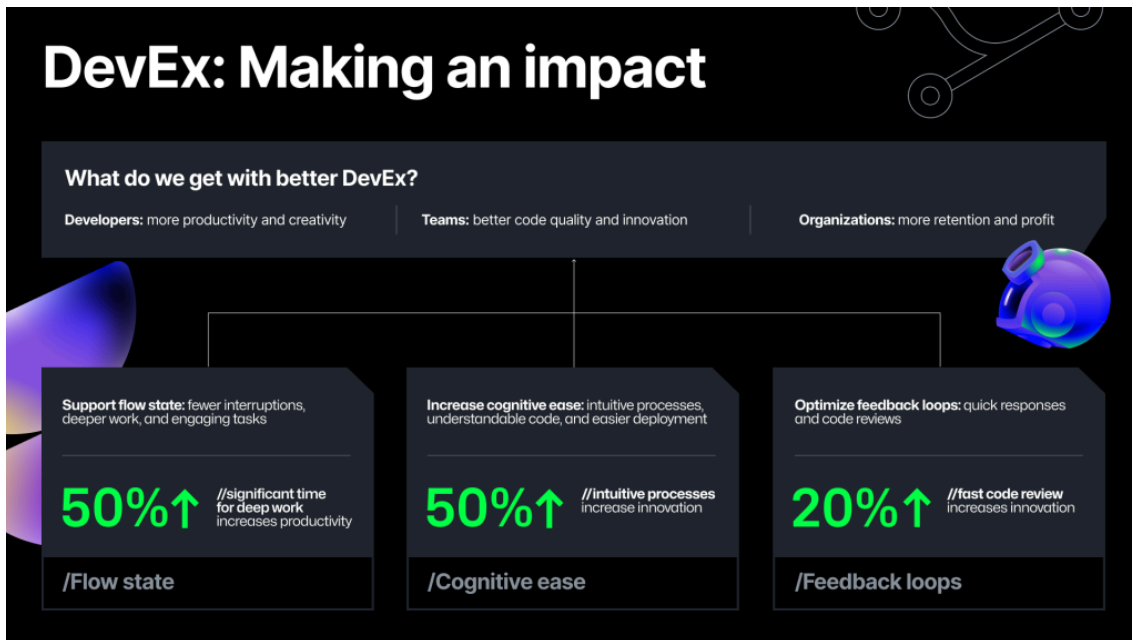 DevEx: Making an impact
What do we get with better DevEx?
Developers: more productivity and creativity
Teams: better code quality and innovation
Organizations: more retention and profit
Support flow state: fewer interruptions,
deeper work, and engaging tasks
50%↑
//significant time
for deep work
increases productivity
/Flow state
Increase cognitive ease: intuitive processes,
understandable code, and easier deployment
50%↑
//intuitive processes
increase innovation
/Cognitive ease
Optimize feedback loops: quick responses
and code reviews
20%↑
//fast code review
increases innovation
/Feedback loops